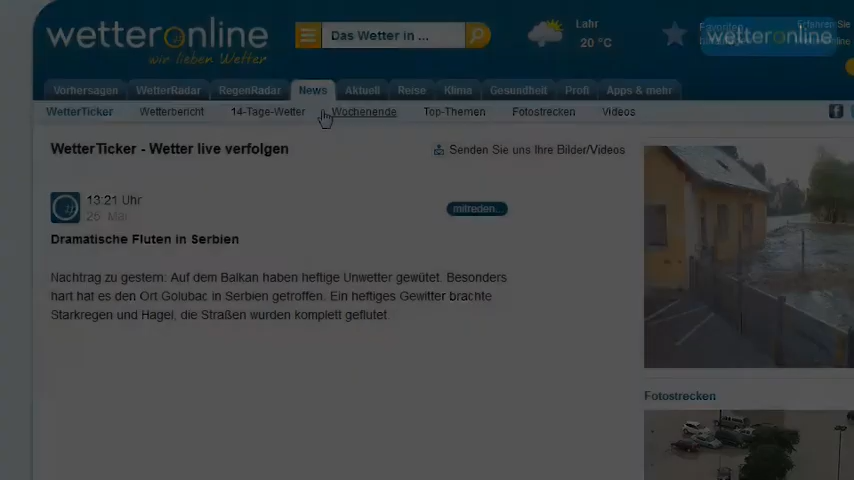 wetteronline
wir lieben Wetter
Das Wetter in ...
Lahr
20 °C
wetteronline
Vorhersagen WetterRadar RegenRadar News Aktuell Reise Klima Gesundheit Profi Apps & mehr
WetterTicker Wetterbericht 14-Tage-Wetter Wochenende Top-Themen Fotostrecken Videos
WetterTicker - Wetter live verfolgen
Senden Sie uns Ihre Bilder/Videos
13:21 Uhr
26. Mai
mitreden...
Dramatische Fluten in Serbien
Nachtrag zu gestern: Auf dem Balkan haben heftige Unwetter gewütet. Besonders
hart hat es den Ort Golubac in Serbien getroffen. Ein heftiges Gewitter brachte
Starkregen und Hagel, die Straßen wurden komplett geflutet
Fotostrecken